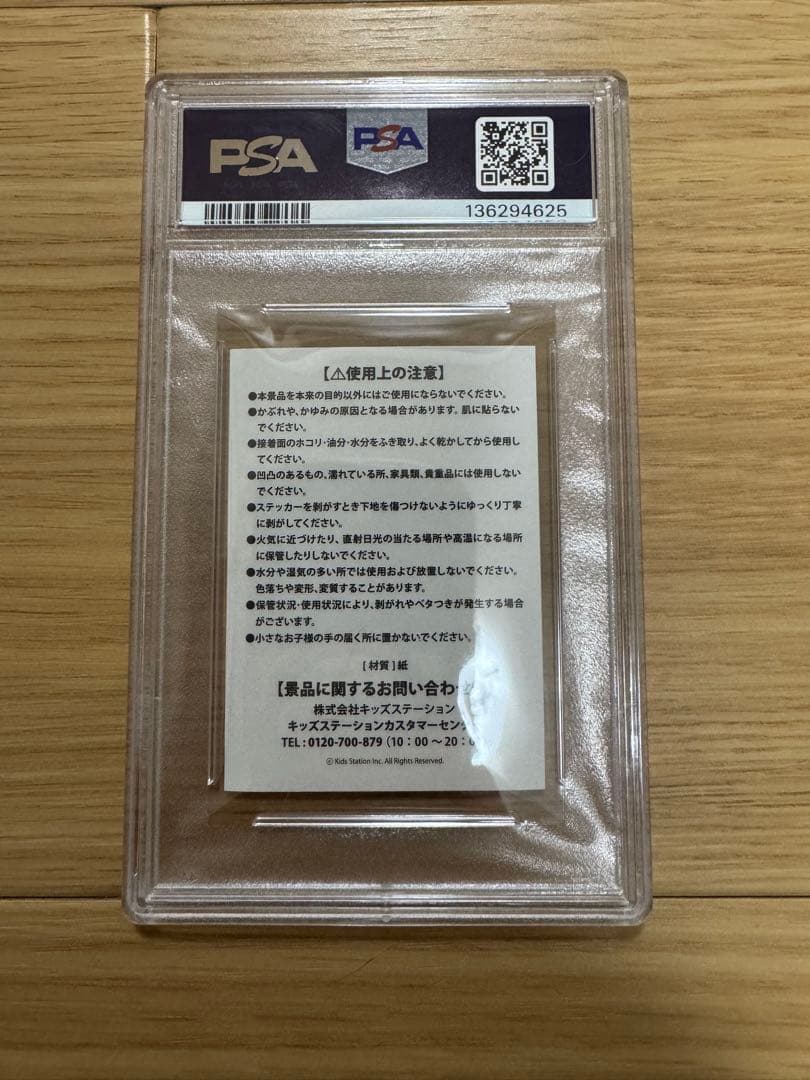 PSA
PSA
136294625
【⚠使用上の注意】
●本景品を本来の目的以外にはご使用にならないでください。
●かぶれや、かゆみの原因となる場合があります。肌に貼らない
でください。
●接着面のホコリ・油分・水分をふき取り、よく乾かしてから使用し
てください。
●凹凸のあるもの、濡れている所、家具類、貴重品には使用しない
でください。
●ステッカーを剥がすとき下地を傷つけないようにゆっくり丁寧
に剥がしてください。
●火気に近づけたり、直射日光の当たる場所や高温になる場所
に保管したりしないでください。
●水分や湿気の多い所では使用および放置しないでください。
色落ちや変形、変質することがあります。
●保管状況・使用状況により、剥がれやベタつきが発生する場合
がございます。
●小さなお子様の手の届く所に置かないでください。
[材質]紙
【景品に関するお問い合わ
株式会社キッズステーション
キッズステーションカスタマーセン
TEL : 0120-700-879 (10：00 ～ 20：
© Kids Station Inc. All Rights Reserved.